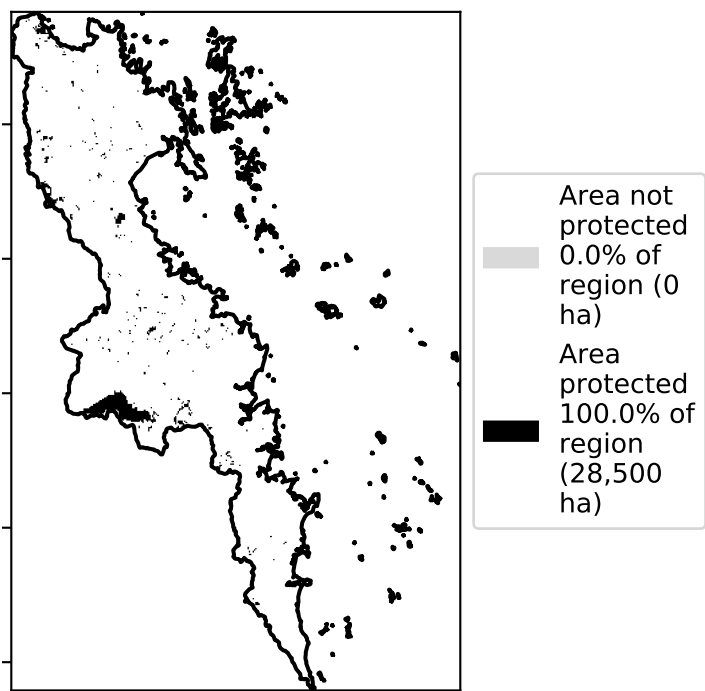 Area not
protected
0.0% of
region (0
ha)
Area
protected
100.0% of
region
(28,500
ha)